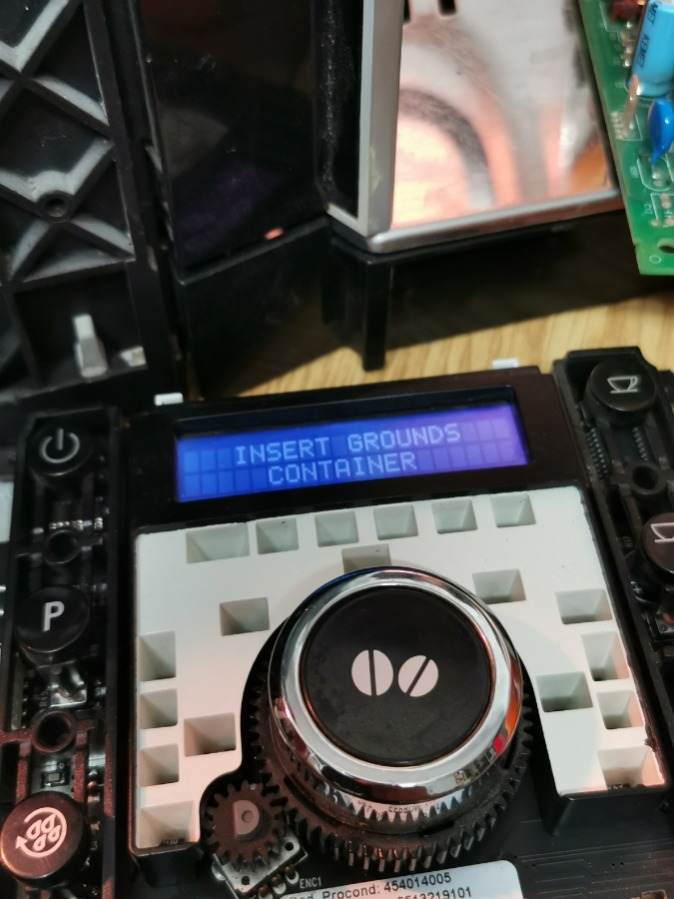 INSERT GROUNDS
CONTAINER
P
ENC1
Procond: 454014005